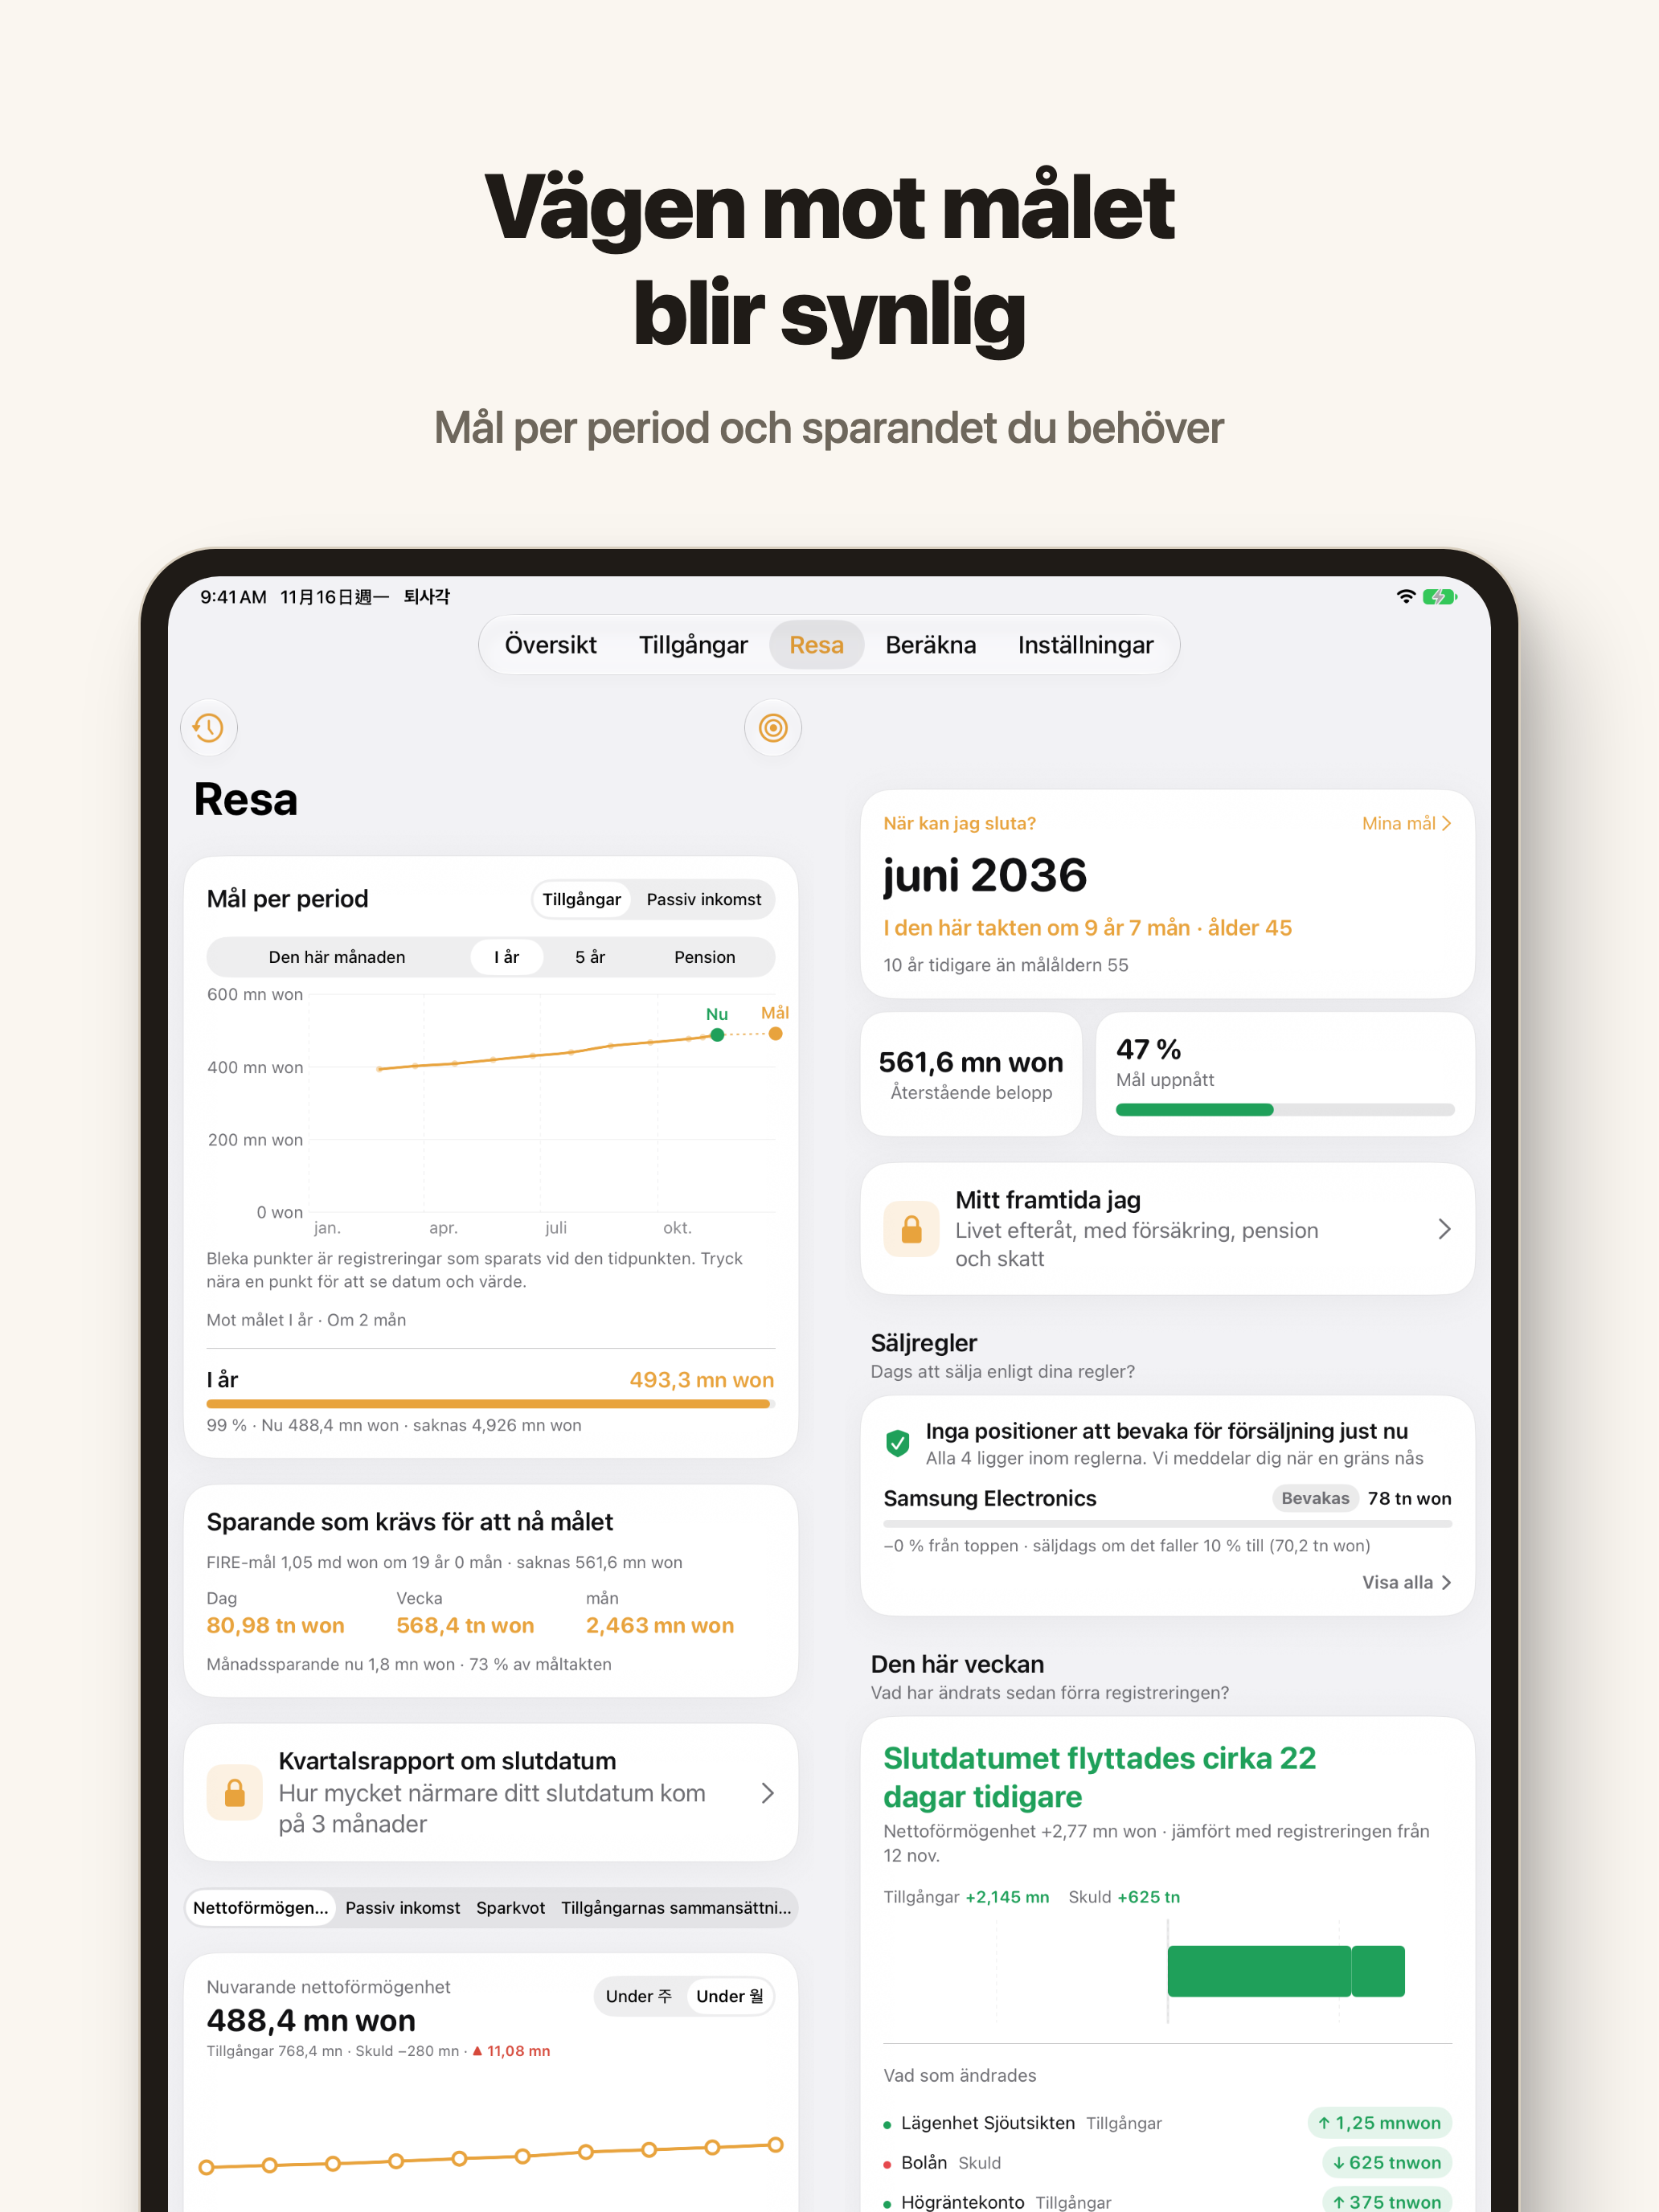 Vägen mot målet
blir synlig
Mål per period och sparandet du behöver
9:41 AM 11月16日週一 퇴사각
Översikt Tillgångar Resa Beräkna Inställningar
Resa
Mål per period
Tillgångar Passiv inkomst
Den här månaden I år 5 år Pension
600 mn won
400 mn won
200 mn won
0 won
Nu Mål
jan. apr. juli okt.
Bleka punkter är registreringar som sparats vid den tidpunkten. Tryck
nära en punkt för att se datum och värde.
Mot målet I år · Om 2 mån
I år 493,3 mn won
99 % · Nu 488,4 mn won · saknas 4,926 mn won
Sparande som krävs för att nå målet
FIRE-mål 1,05 md won om 19 år 0 mån · saknas 561,6 mn won
Dag Vecka mån
80,98 tn won 568,4 tn won 2,463 mn won
Månadssparande nu 1,8 mn won · 73 % av måltakten
Kvartalsrapport om slutdatum
Hur mycket närmare ditt slutdatum kom
på 3 månader
Nettoförmögen... Passiv inkomst Sparkvot Tillgångarnas sammansättni...
Nuvarande nettoförmögenhet
488,4 mn won
Under 주 Under 월
Tillgångar 768,4 mn · Skuld −280 mn · ▲ 11,08 mn
När kan jag sluta? Mina mål
juni 2036
I den här takten om 9 år 7 mån · ålder 45
10 år tidigare än målåldern 55
561,6 mn won
Återstående belopp
47 %
Mål uppnått
Mitt framtida jag
Livet efteråt, med försäkring, pension
och skatt
Säljregler
Dags att sälja enligt dina regler?
Inga positioner att bevaka för försäljning just nu
Alla 4 ligger inom reglerna. Vi meddelar dig när en gräns nås
Samsung Electronics Bevakas 78 tn won
−0 % från toppen · säljdags om det faller 10 % till (70,2 tn won)
Visa alla
Den här veckan
Vad har ändrats sedan förra registreringen?
Slutdatumet flyttades cirka 22
dagar tidigare
Nettoförmögenhet +2,77 mn won · jämfört med registreringen från
12 nov.
Tillgångar +2,145 mn Skuld +625 tn
Vad som ändrades
Lägenhet Sjöutsikten Tillgångar ↑ 1,25 mnwon
Bolån Skuld ↓ 625 tnwon
Högräntekonto Tillgångar ↑ 375 tnwon